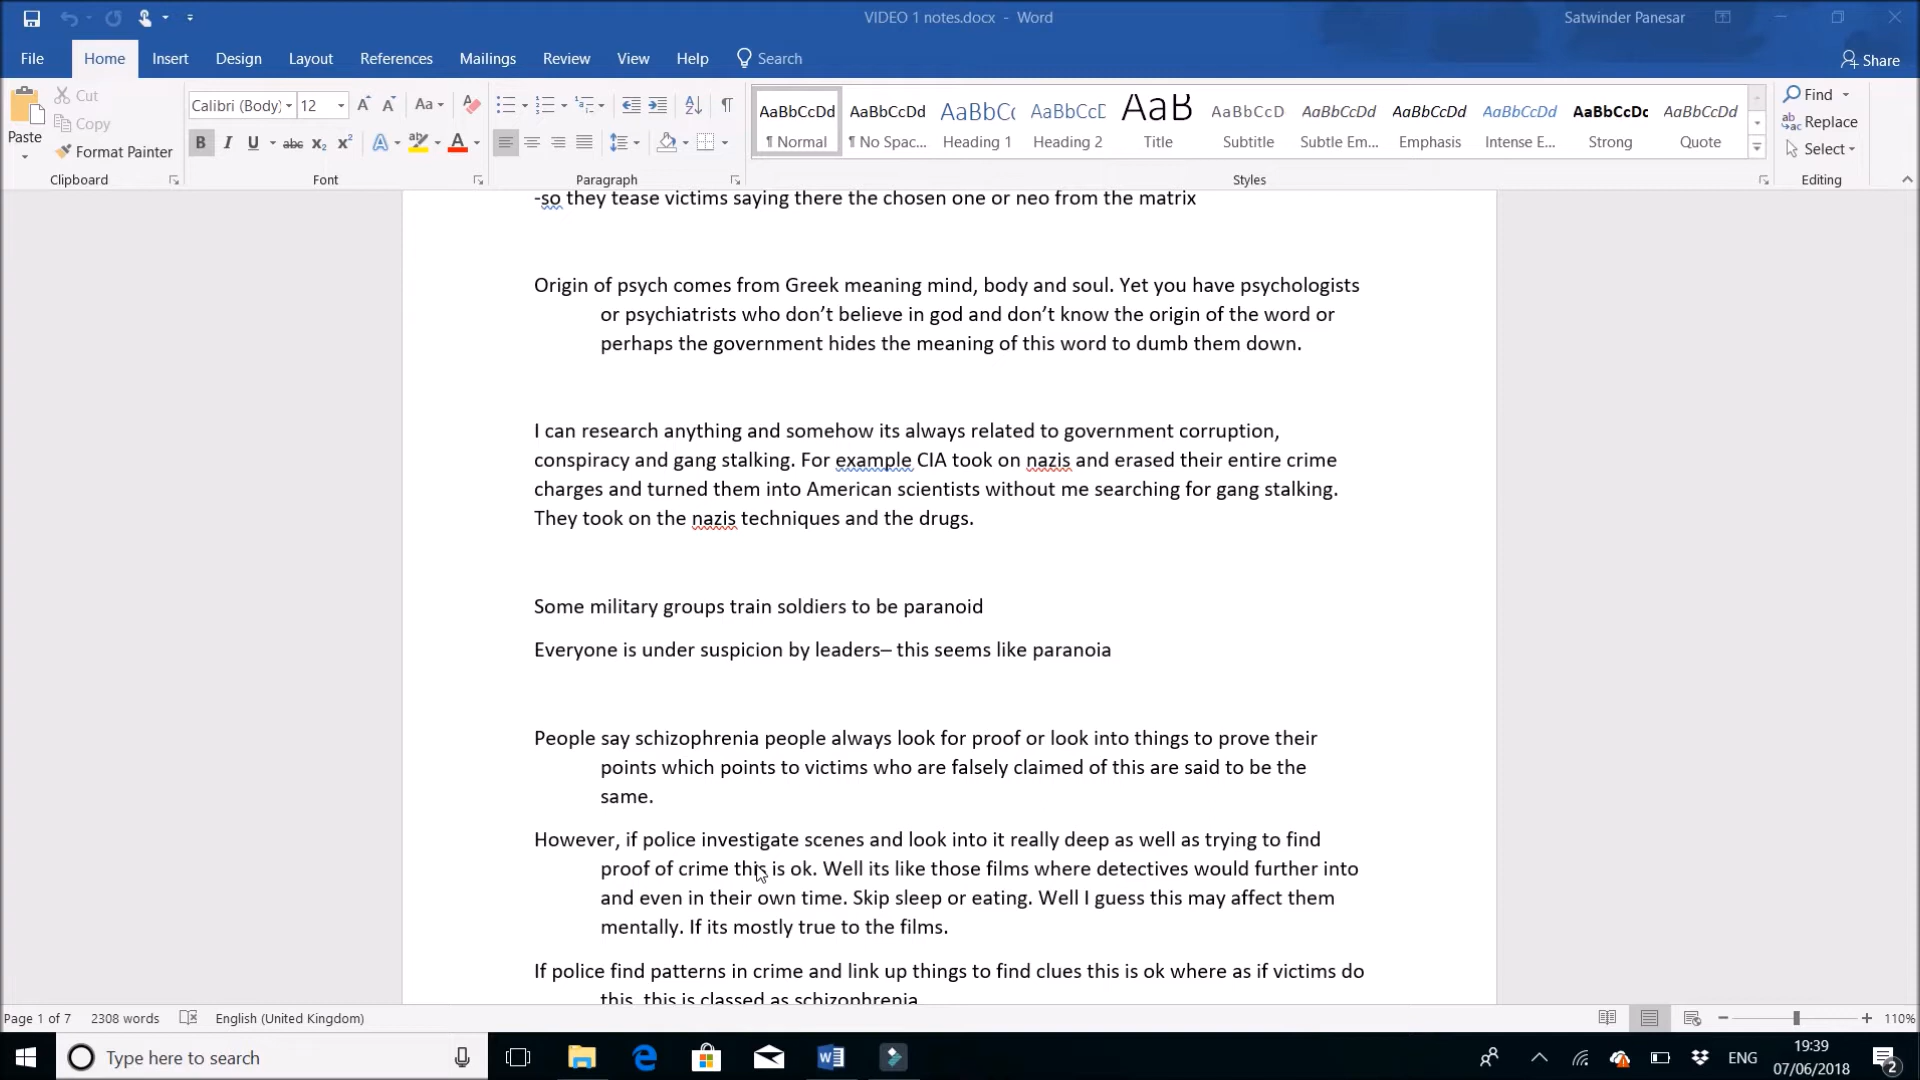 VIDEO 1 notes.docx - Word
Satwinder Panesar
File Home Insert Design Layout References Mailings Review View Help Search
Share
Paste
Cut
Copy
Format Painter
Clipboard
Calibri (Body) 12
Font
Paragraph
AaBbCcDd AaBbCcDd AaBbC AaBbCcE AaB AaBbCcD AaBbCcDd AaBbCcDd AaBbCcDd AaBbCcDc AaBbCcDd
¶ Normal ¶ No Spac... Heading 1 Heading 2 Title Subtitle Subtle Em... Emphasis Intense E... Strong Quote
Styles
Find
Replace
Select
Editing
-so they tease victims saying there the chosen one or neo from the matrix
Origin of psych comes from Greek meaning mind, body and soul. Yet you have psychologists
or psychiatrists who don’t believe in god and don’t know the origin of the word or
perhaps the government hides the meaning of this word to dumb them down.
I can research anything and somehow its always related to government corruption,
conspiracy and gang stalking. For example CIA took on nazis and erased their entire crime
charges and turned them into American scientists without me searching for gang stalking.
They took on the nazis techniques and the drugs.
Some military groups train soldiers to be paranoid
Everyone is under suspicion by leaders– this seems like paranoia
People say schizophrenia people always look for proof or look into things to prove their
points which points to victims who are falsely claimed of this are said to be the
same.
However, if police investigate scenes and look into it really deep as well as trying to find
proof of crime this is ok. Well its like those films where detectives would further into
and even in their own time. Skip sleep or eating. Well I guess this may affect them
mentally. If its mostly true to the films.
If police find patterns in crime and link up things to find clues this is ok where as if victims do
this, this is classed as schizophrenia
Page 1 of 7 2308 words English (United Kingdom) 110%
Type here to search
ENG
19:39
07/06/2018
2